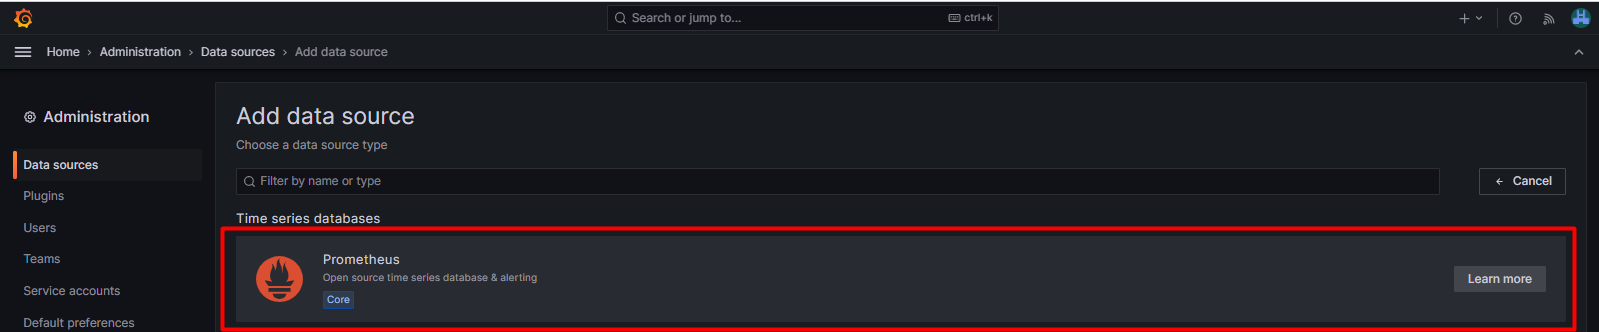 Search or jump to...
ctrl+k
Home › Administration › Data sources › Add data source
Administration
Data sources
Plugins
Users
Teams
Service accounts
Default preferences
Add data source
Choose a data source type
Filter by name or type
Cancel
Time series databases
Prometheus
Open source time series database & alerting
Core
Learn more